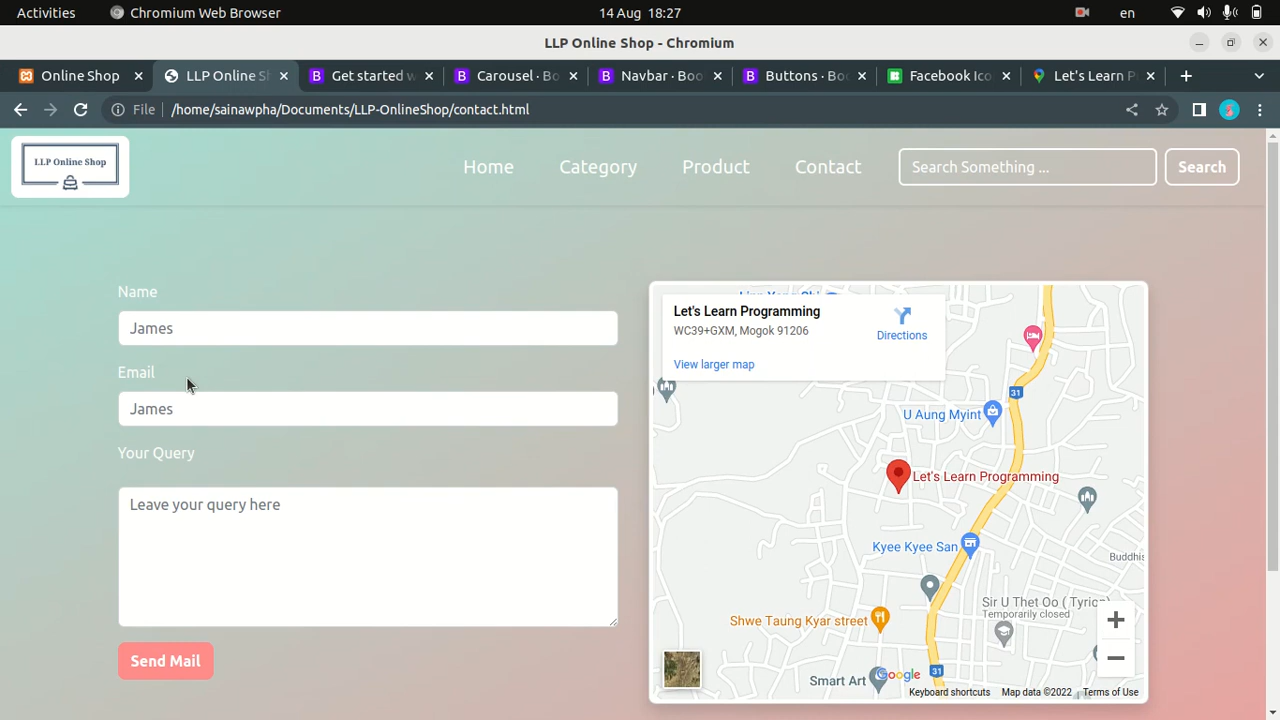 Activities
Chromium Web Browser
14 Aug 18:27
en
LLP Online Shop - Chromium
Online Shop
LLP Online Sh
Get started w
Carousel · Bo
Navbar · Boo
Buttons · Bo
Facebook Ico
Let's Learn P
File
/home/sainawpha/Documents/LLP-OnlineShop/contact.html
LLP Online Shop
Home
Category
Product
Contact
Search Something ...
Search
Name
James
Email
James
Your Query
Leave your query here
Send Mail
Let's Learn Programming
WC39+GXM, Mogok 91206
Directions
View larger map
31
U Aung Myint
Let's Learn Programming
Kyee Kyee San
Buddhis
Sir U Thet Oo ( Tyrico)
Temporarily closed
Shwe Taung Kyar street
Smart Art
Google
31
Keyboard shortcuts
Map data ©2022
Terms of Use